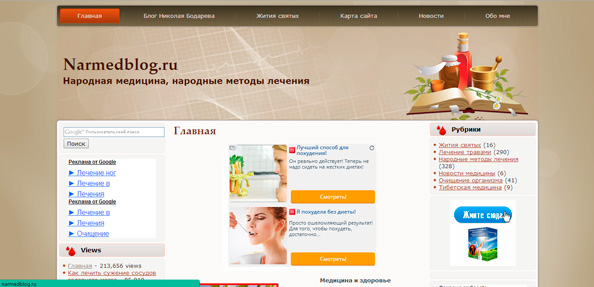 Главная
Блог Николая Бодарева
Жития святых
Карта сайта
Новости
Обо мне
Narmedblog.ru
Народная медицина, народные методы лечения
Google™ Пользовательский поиск
Поиск
Реклама от Google
► Лечение ног
► Лечение в
► Лечения
Реклама от Google
► Лечение в
► Лечения
► Очищение
Views
Главная - 213,656 views
Как лечить сужение сосудов
narmedblog.ru
Главная
Лучший способ для
похудения!
Он реально действует! Теперь не
надо сидеть на жестких диетах!
Смотреть!
Я похудела без диеты!
Просто ошеломляющий результат!
Для того, чтобы похудеть,
достаточно...
Смотреть!
Медицина и здоровье
Рубрики
Жития святых (16)
Лечение травами (290)
Народные методы лечения
(328)
Новости медицины (6)
Очищение организма (41)
Тибетская медицина (9)
Жмите сюда!